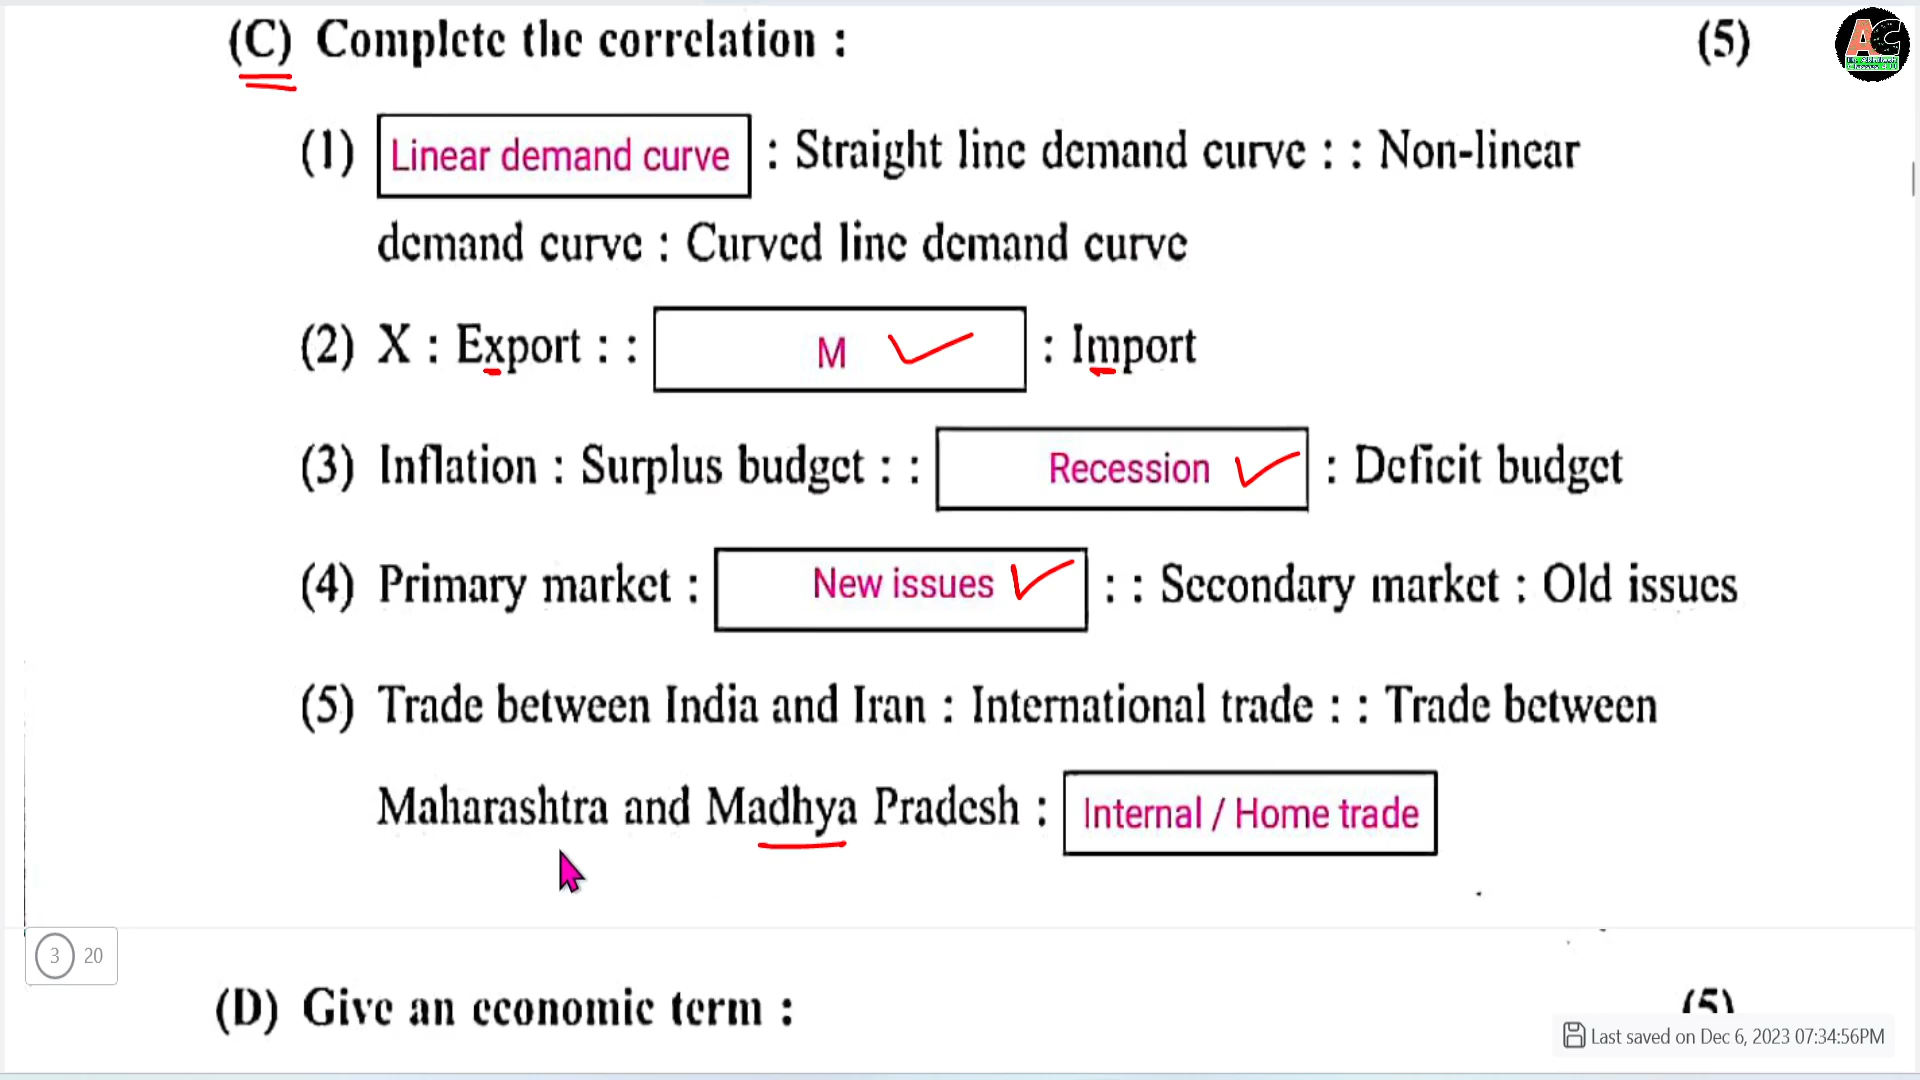 (C) Complete the correlation : (5)
(1) Linear demand curve : Straight line demand curve : : Non-linear
demand curve : Curved line demand curve
(2) X : Export : : M : Import
(3) Inflation : Surplus budget : : Recession : Deficit budget
(4) Primary market : New issues : : Secondary market : Old issues
(5) Trade between India and Iran : International trade : : Trade between
Maharashtra and Madhya Pradesh : Internal / Home trade
3 20
(D) Give an economic term : (5)
Last saved on Dec 6, 2023 07:34:56PM
AC